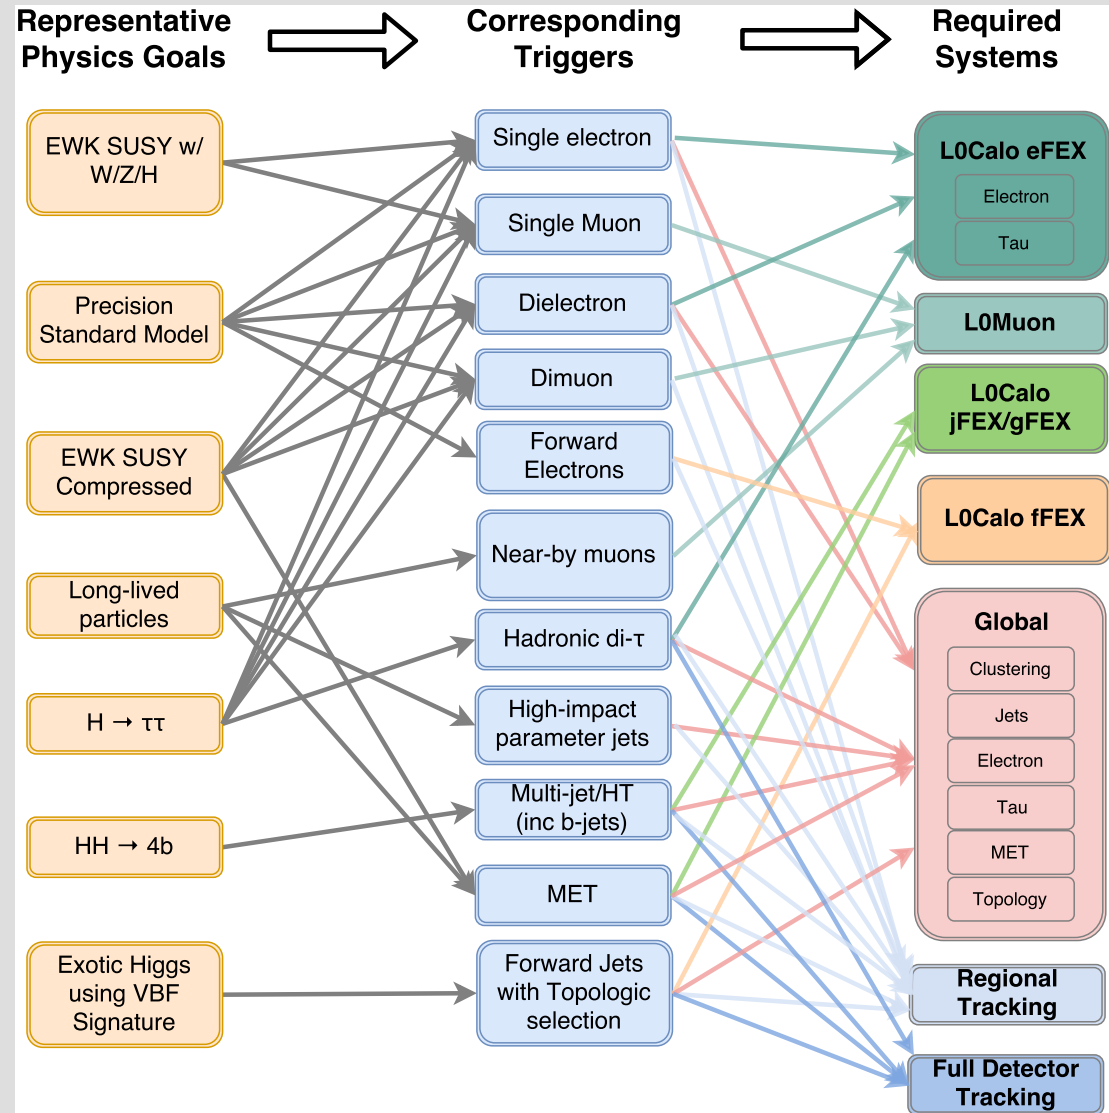 Representative
Physics Goals
Corresponding
Triggers
Required
Systems
EWK SUSY w/
W/Z/H
Precision
Standard Model
EWK SUSY
Compressed
Long-lived
particles
H → ττ
HH → 4b
Exotic Higgs
using VBF
Signature
Single electron
Single Muon
Dielectron
Dimuon
Forward
Electrons
Near-by muons
Hadronic di-τ
High-impact
parameter jets
Multi-jet/HT
(inc b-jets)
MET
Forward Jets
with Topologic
selection
L0Calo eFEX
Electron
Tau
L0Muon
L0Calo
jFEX/gFEX
L0Calo fFEX
Global
Clustering
Jets
Electron
Tau
MET
Topology
Regional
Tracking
Full Detector
Tracking